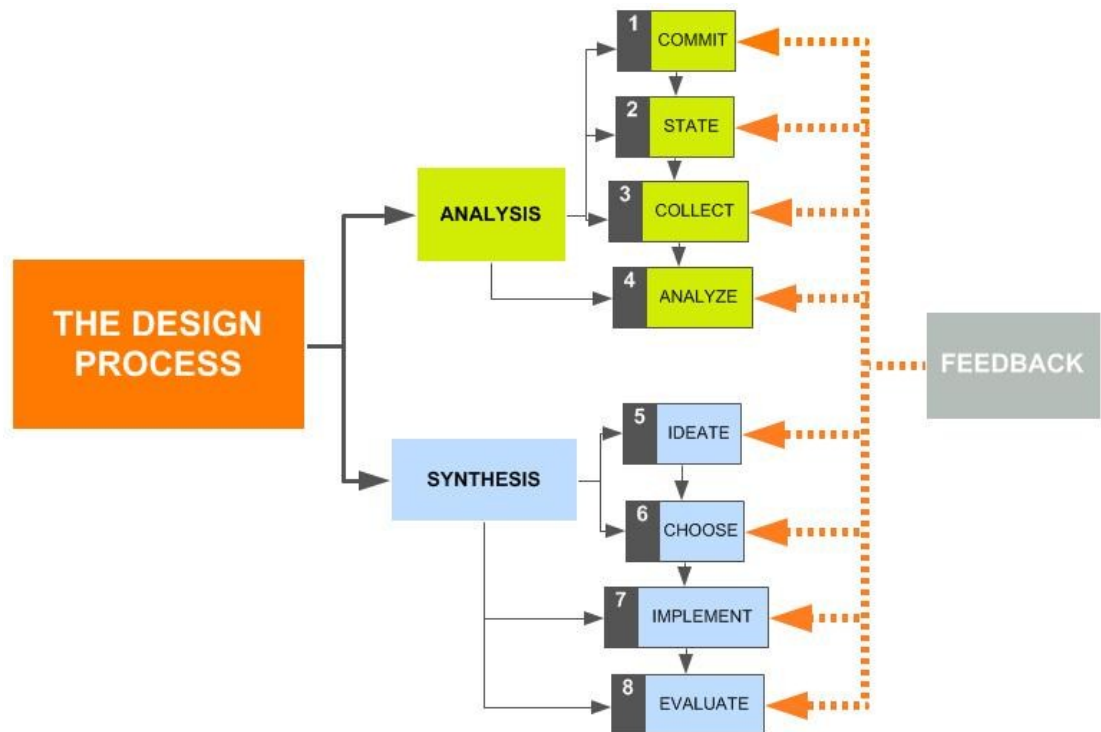 THE DESIGN
PROCESS
ANALYSIS
1
COMMIT
2
STATE
3
COLLECT
4
ANALYZE
SYNTHESIS
5
IDEATE
6
CHOOSE
7
IMPLEMENT
8
EVALUATE
FEEDBACK